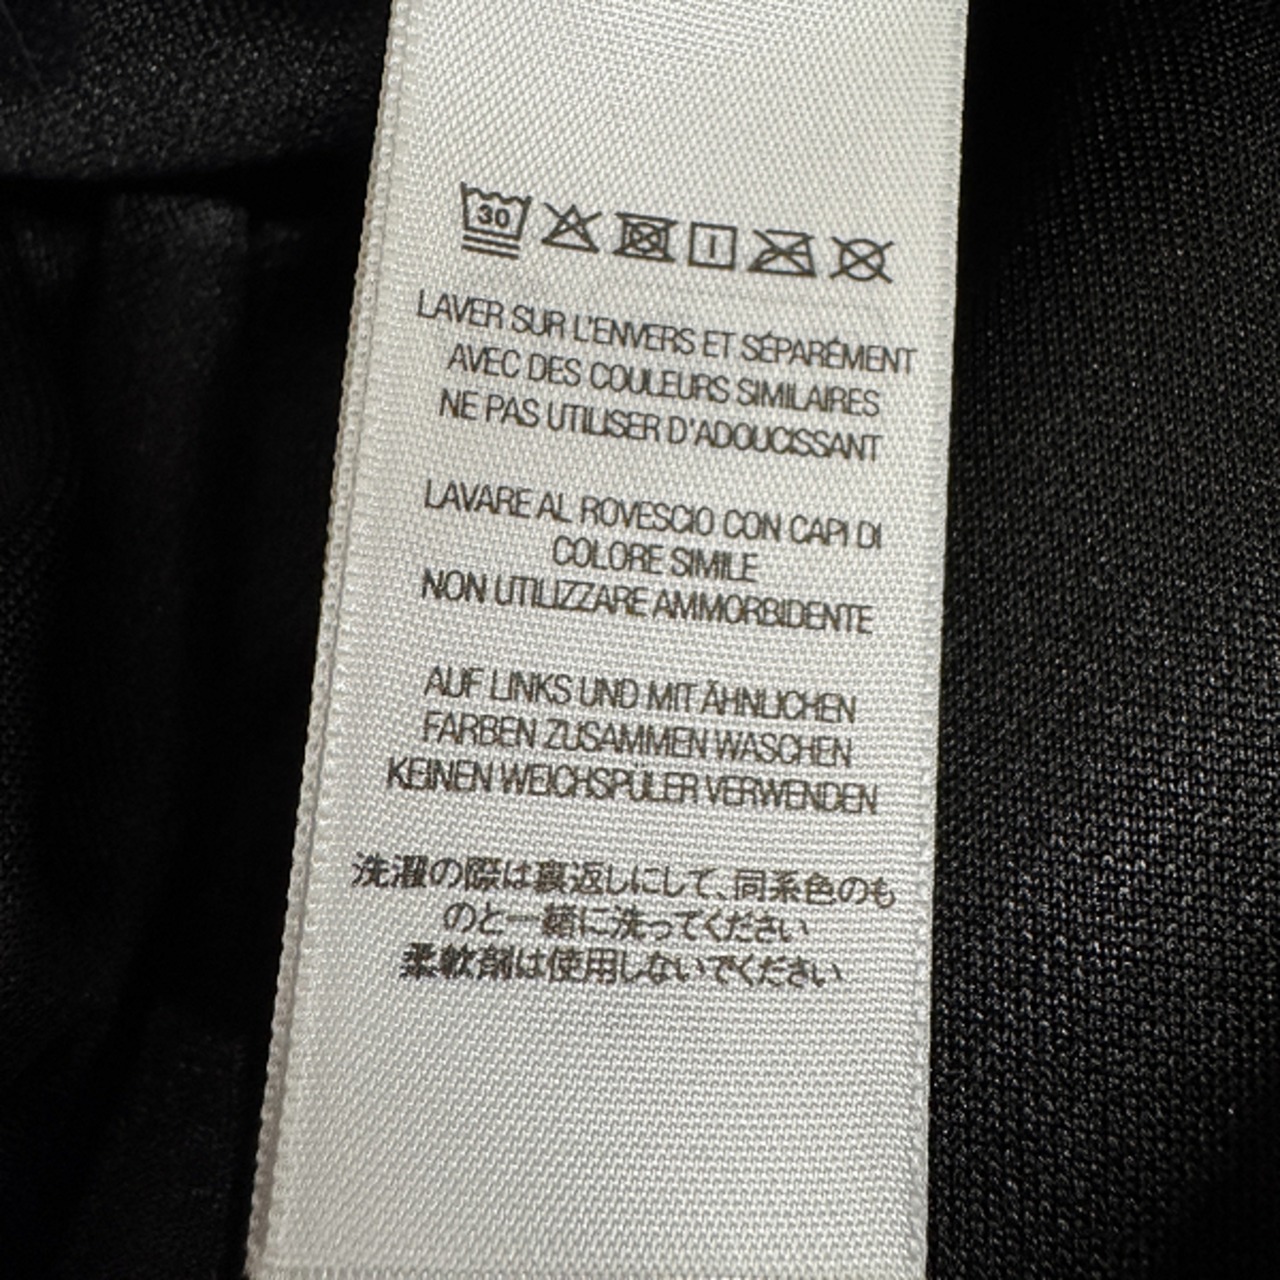 30
LAVER SUR L'ENVERS ET SÉPARÉMENT
AVEC DES COULEURS SIMILAIRES
NE PAS UTILISER D'ADOUCISSANT
LAVARE AL ROVESCIO CON CAPI DI
COLORE SIMILE
NON UTILIZZARE AMMORBIDENTE
AUF LINKS UND MIT ÄHNLICHEN
FARBEN ZUSAMMEN WASCHEN
KEINEN WEICHSPÜLER VERWENDEN
洗濯の際は裏返しにして、同系色のも
のと一緒に洗ってください
柔軟剤は使用しないでください